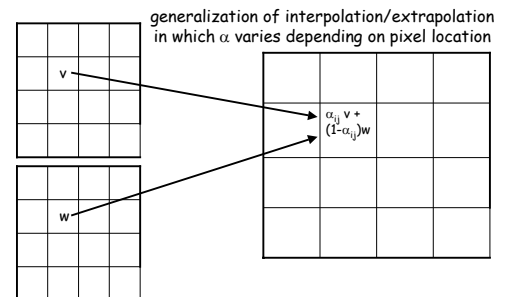 generalization of interpolation/extrapolation
in which α varies depending on pixel location
v
αij v +
(1-αij)w
w